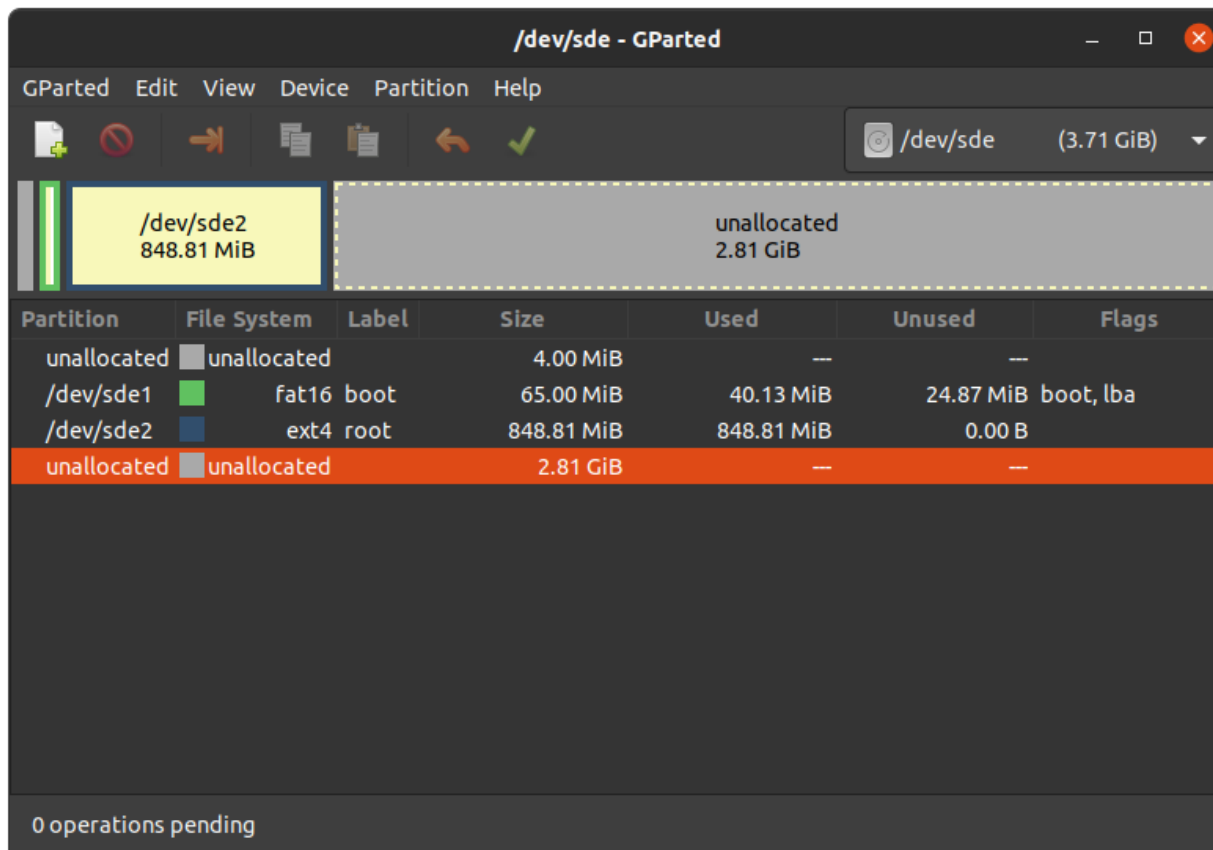 /dev/sde - GParted
GParted Edit View Device Partition Help
/dev/sde (3.71 GiB)
/dev/sde2
848.81 MiB
unallocated
2.81 GiB
Partition File System Label Size Used Unused Flags
unallocated unallocated 4.00 MiB --- ---
/dev/sde1 fat16 boot 65.00 MiB 40.13 MiB 24.87 MiB boot, lba
/dev/sde2 ext4 root 848.81 MiB 848.81 MiB 0.00 B
unallocated unallocated 2.81 GiB --- ---
0 operations pending